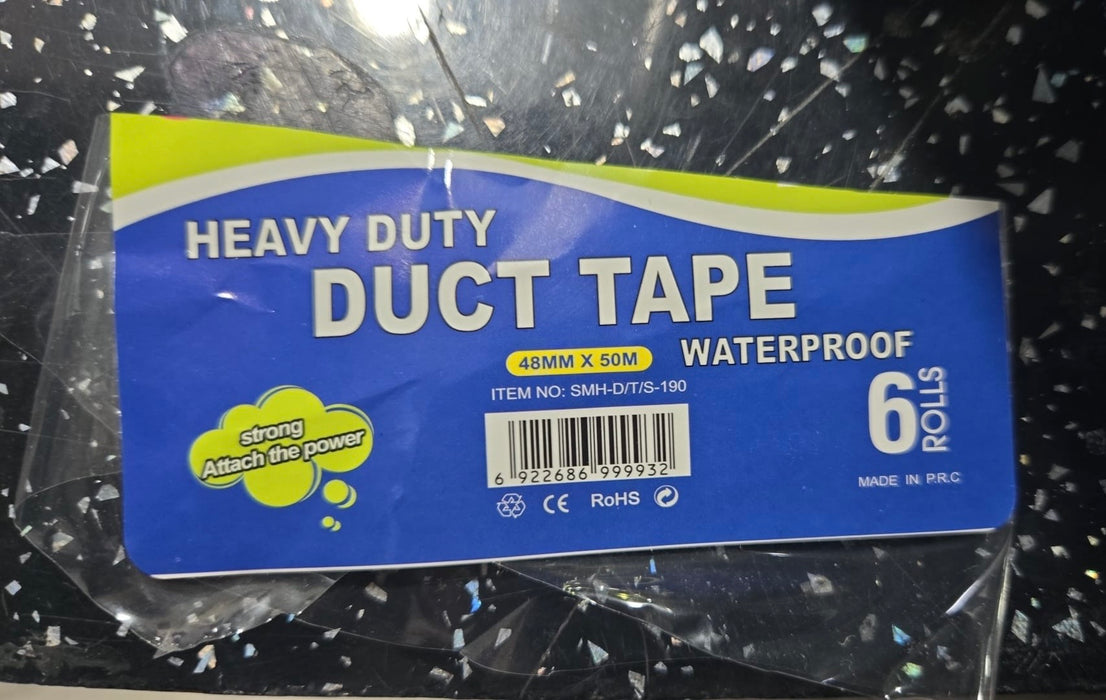 HEAVY DUTY
DUCT TAPE
WATERPROOF
48MM X 50M
ITEM NO: SMH-D/T/S-190
6 922686 999932
CE RoHS
strong
Attach the power
6 ROLLS
MADE IN P.R.C